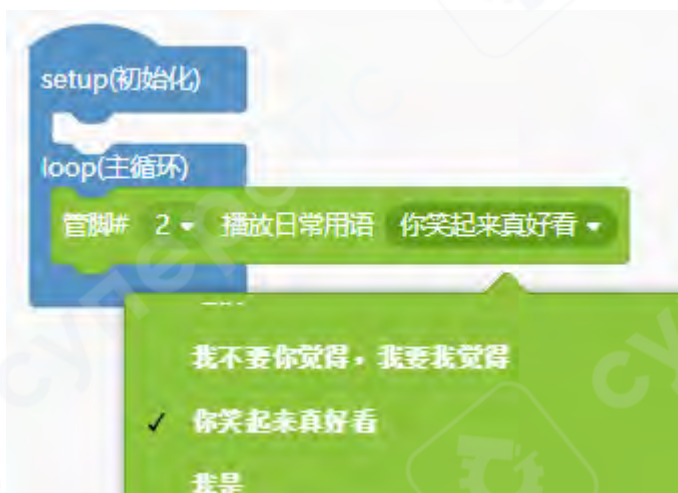 setup(初始化)
loop(主循环)
管脚# 2 播放日常用语 你笑起来真好看
我不要你觉得，我要我觉得
✓ 你笑起来真好看
我是